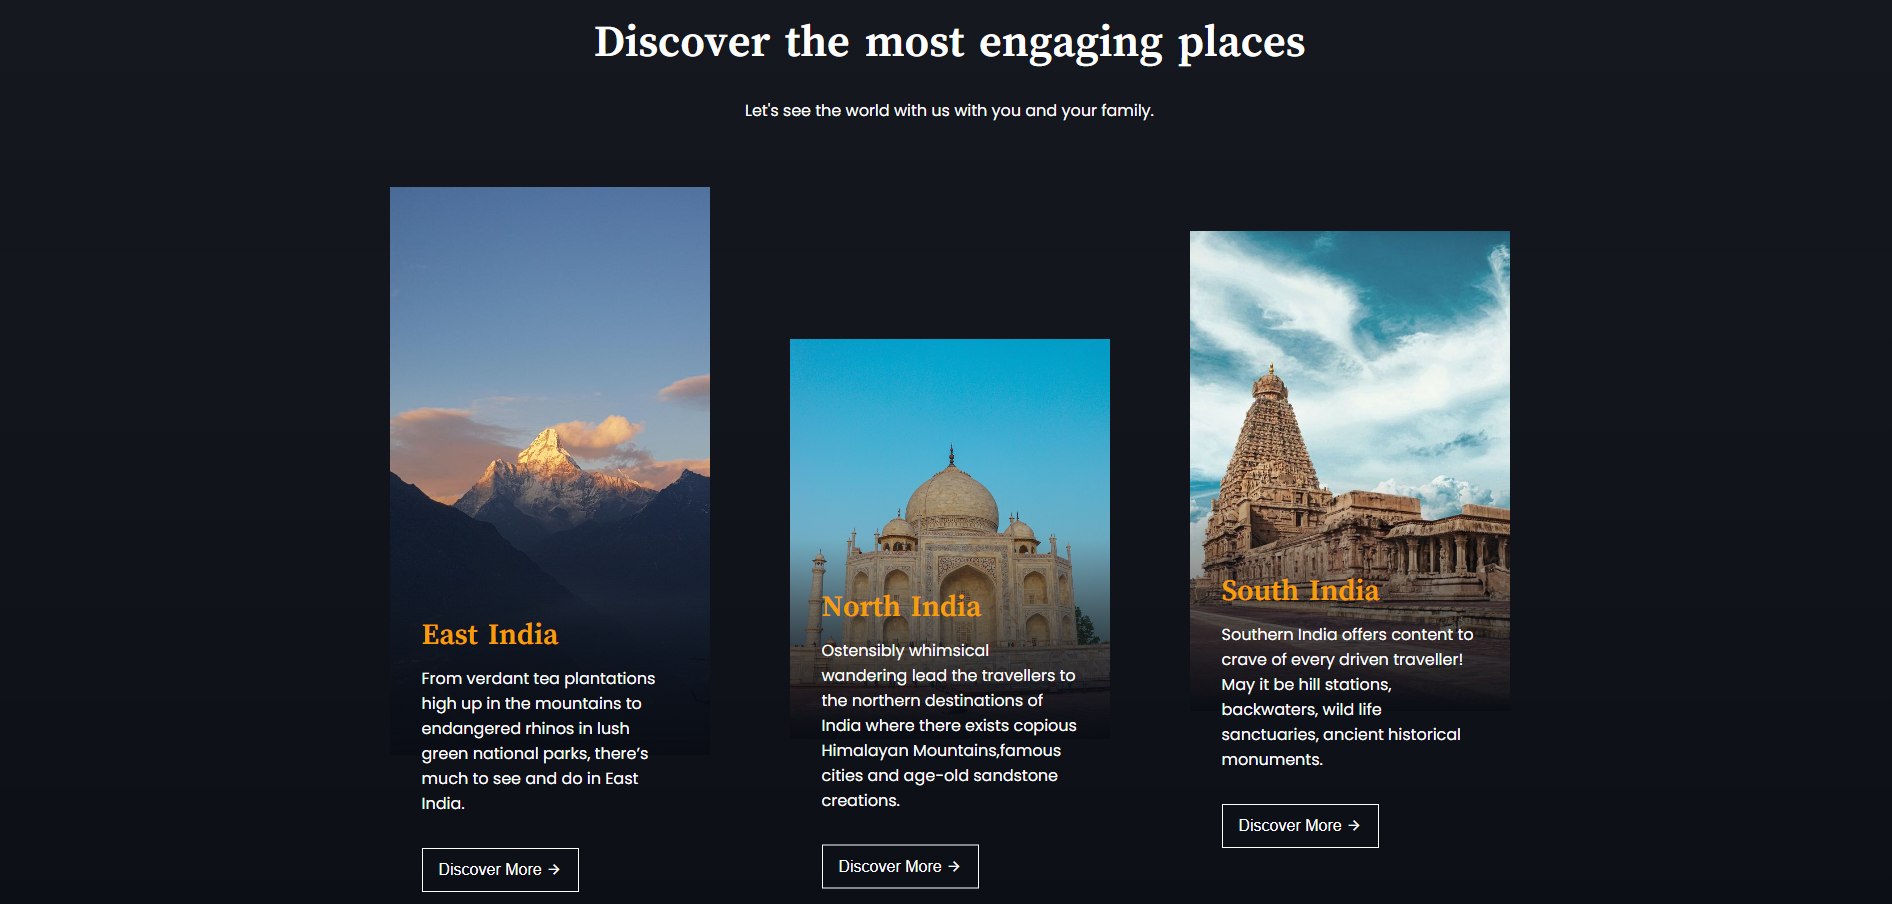 Discover the most engaging places
Let's see the world with us with you and your family.
East India
From verdant tea plantations
high up in the mountains to
endangered rhinos in lush
green national parks, there’s
much to see and do in East
India.
Discover More →
North India
Ostensibly whimsical
wandering lead the travellers to
the northern destinations of
India where there exists copious
Himalayan Mountains,famous
cities and age-old sandstone
creations.
Discover More →
South India
Southern India offers content to
crave of every driven traveller!
May it be hill stations,
backwaters, wild life
sanctuaries, ancient historical
monuments.
Discover More →